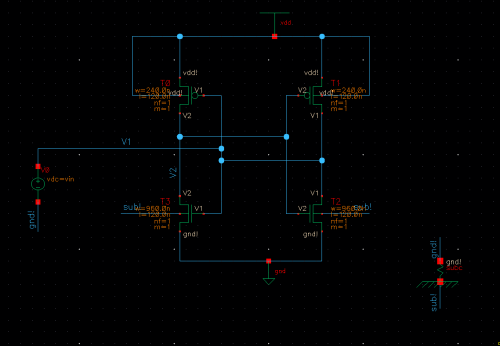 vdd
vdd!
vdd!
T0
w=240.0n
l=120.0n
nf=1
m=1
vdd!
V1
V2
V2
vdd!
T1
w=240.0n
l=120.0n
nf=1
m=1
V1
V1
V2
V0
vdc=vin
gnd!
V2
V1
sub!
w=960.0n
l=120.0n
nf=1
m=1
V1
V2
w=960.0n
l=120.0n
nf=1
m=1
sub!
gnd!
gnd!
gnd
gnd!
gnd!
subc
sub!